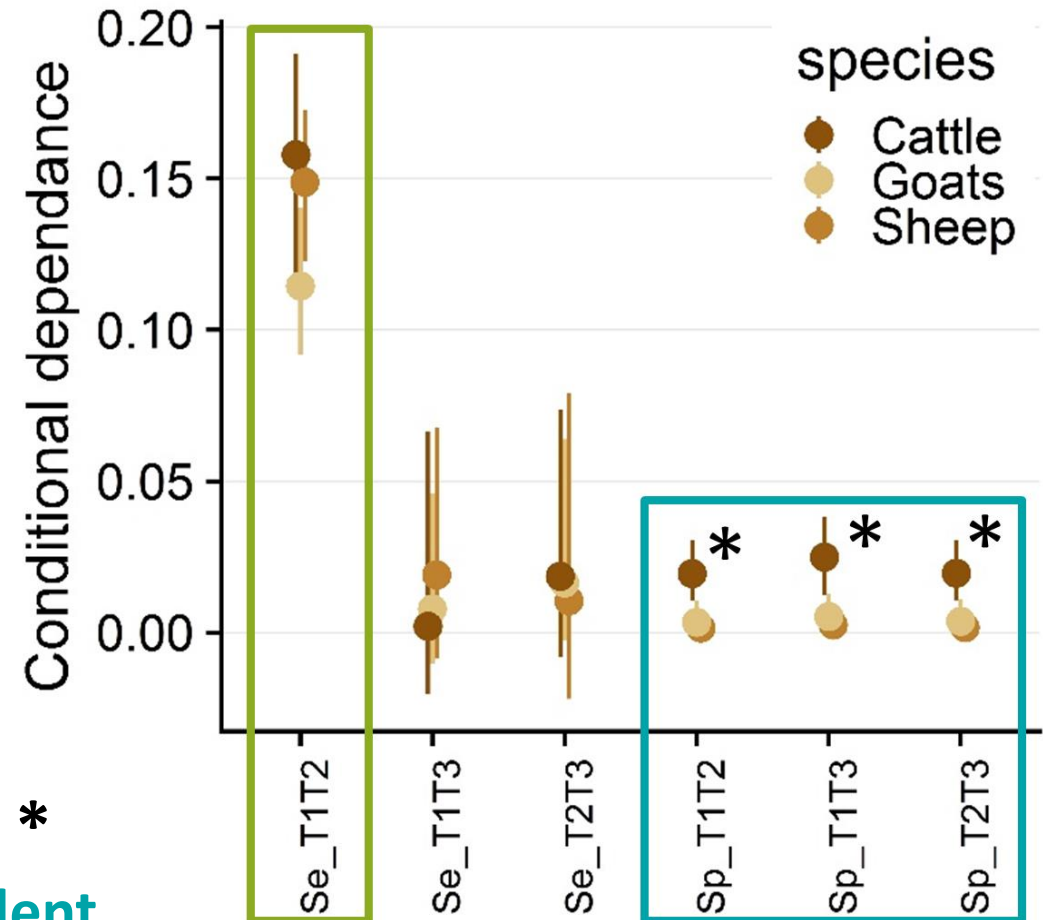 Conditional dependance
0.20
0.15
0.10
0.05
0.00
species
Cattle
Goats
Sheep
* * *
Se_T1T2
Se_T1T3
Se_T2T3
Sp_T1T2
Sp_T1T3
Sp_T2T3
*